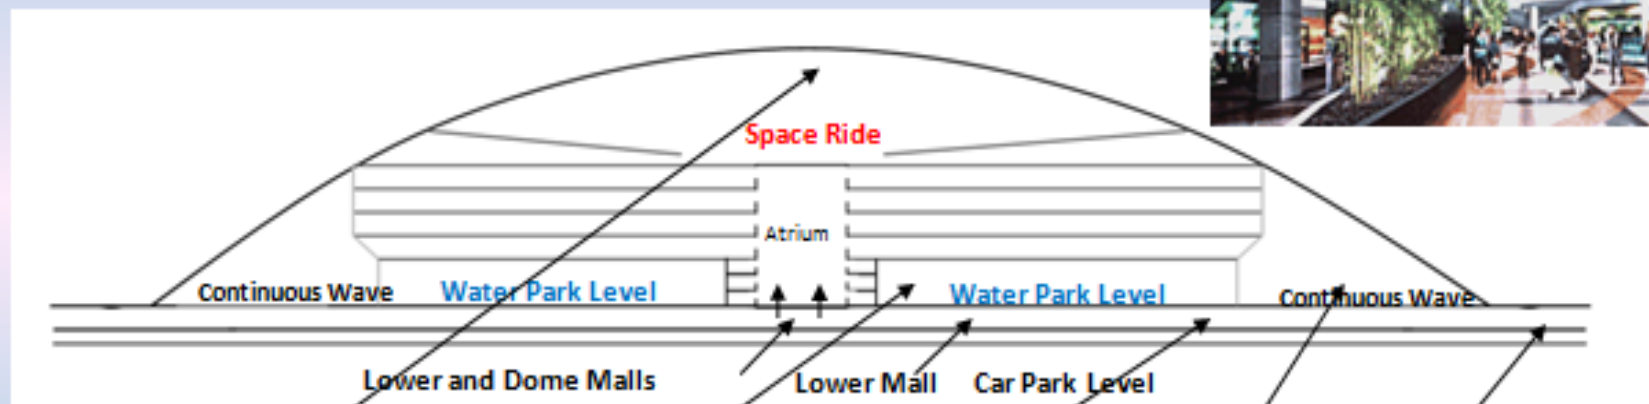 Space Ride
Atrium
Continuous Wave
Water Park Level
Water Park Level
Continuous Wave
Lower and Dome Malls
Lower Mall
Car Park Level